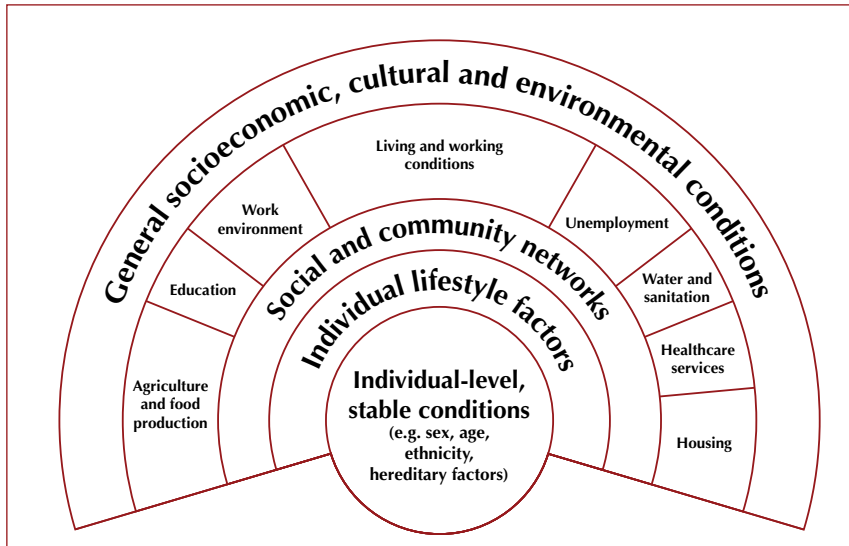 General socioeconomic, cultural and environmental conditions
Living and working
conditions
Work
environment
Unemployment
Education
Water and
sanitation
Agriculture
and food
production
Healthcare
services
Housing
Social and community networks
Individual lifestyle factors
Individual-level,
stable conditions
(e.g. sex, age,
ethnicity,
hereditary factors)